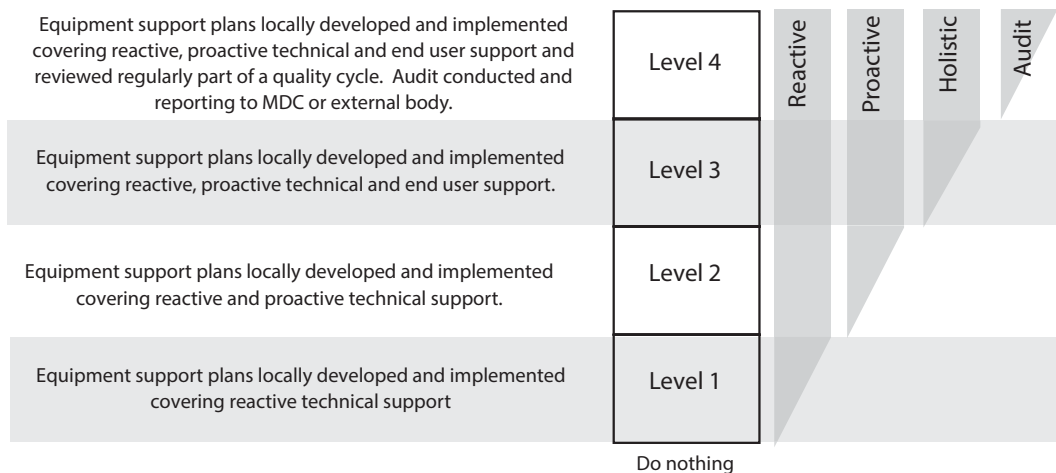 Equipment support plans locally developed and implemented
covering reactive, proactive technical and end user support and
reviewed regularly part of a quality cycle. Audit conducted and
reporting to MDC or external body.
Level 4
Reactive
Proactive
Holistic
Audit
Equipment support plans locally developed and implemented
covering reactive, proactive technical and end user support.
Level 3
Equipment support plans locally developed and implemented
covering reactive and proactive technical support.
Level 2
Equipment support plans locally developed and implemented
covering reactive technical support
Level 1
Do nothing